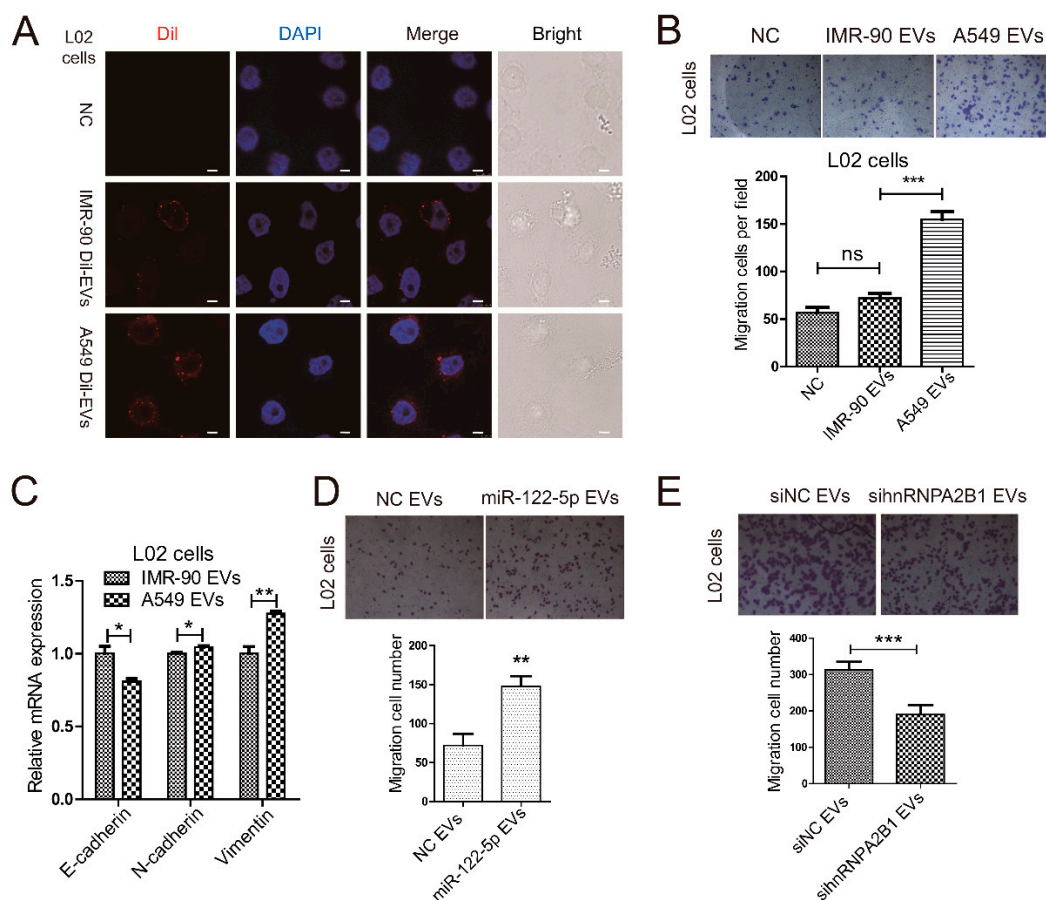 A
L02
cells
Dil
DAPI
Merge
Bright
NC
IMR-90 Dil-EVs
A549 Dil-EVs
B
NC
IMR-90 EVs
A549 EVs
L02 cells
L02 cells
Migration cells per field
200
150
100
50
0
ns
***
NC
IMR-90 EVs
A549 EVs
C
L02 cells
IMR-90 EVs
A549 EVs
Relative mRNA expression
1.5
1.0
0.5
0.0
*
*
**
E-cadherin
N-cadherin
Vimentin
D
NC EVs
miR-122-5p EVs
L02 cells
Migration cell number
200
150
100
50
0
**
NC EVs
miR-122-5p EVs
E
siNC EVs
sihnRNPA2B1 EVs
L02 cells
Migration cell number
400
300
200
100
0
***
siNC EVs
sihnRNPA2B1 EVs